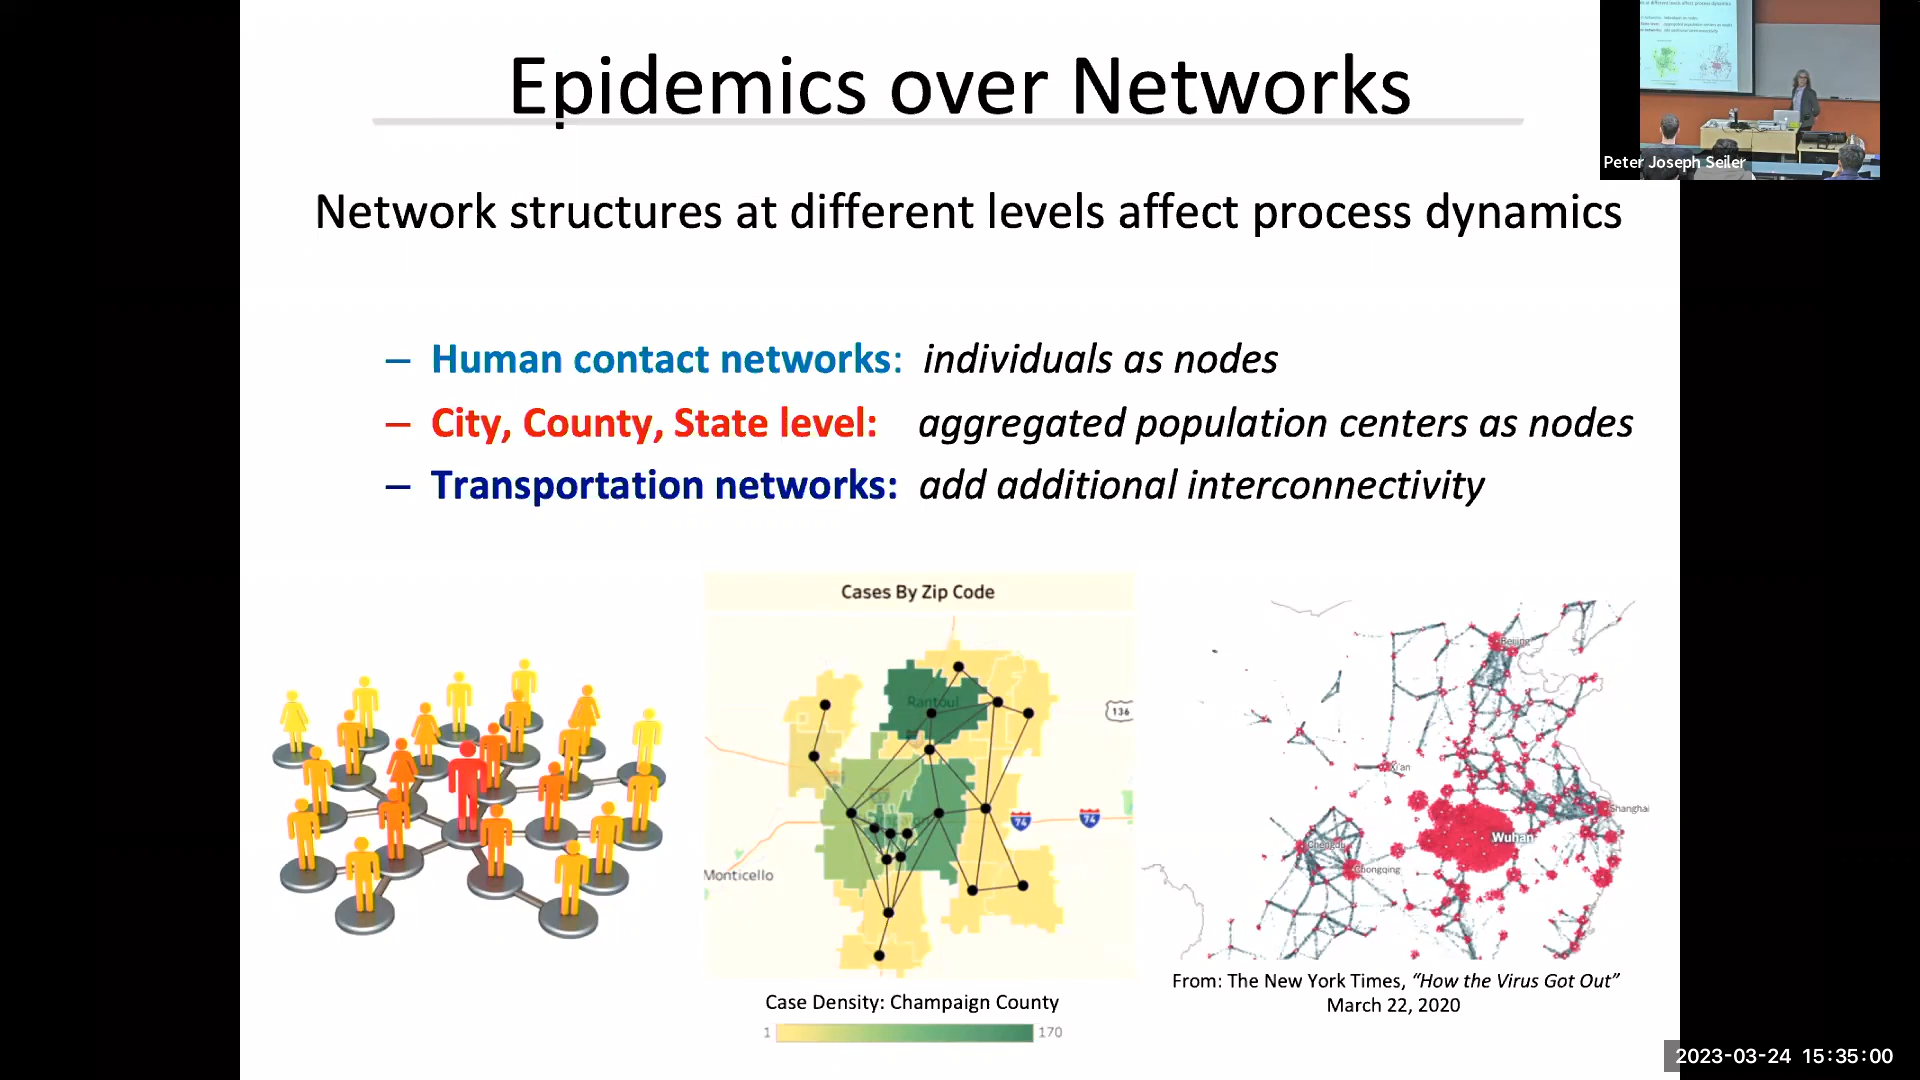 Epidemics over Networks
Peter Joseph Seiler
Network structures at different levels affect process dynamics
– Human contact networks: individuals as nodes
– City, County, State level: aggregated population centers as nodes
– Transportation networks: add additional interconnectivity
Cases By Zip Code
Rantoul
136
74
74
Monticello
Case Density: Champaign County
1
170
Beijing
Xi'an
Shanghai
Wuhan
Chengdu
Chongqing
From: The New York Times, “How the Virus Got Out”
March 22, 2020
2023-03-24 15:35:00